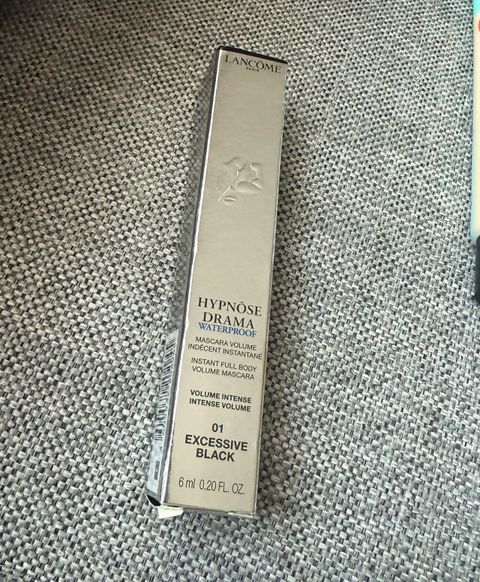 LANCÔME
PARIS
HYPNÔSE
DRAMA
WATERPROOF
MASCARA VOLUME
INDÉCENT INSTANTANÉ
INSTANT FULL BODY
VOLUME MASCARA
VOLUME INTENSE
INTENSE VOLUME
01
EXCESSIVE
BLACK
6 ml 0.20 FL. OZ.